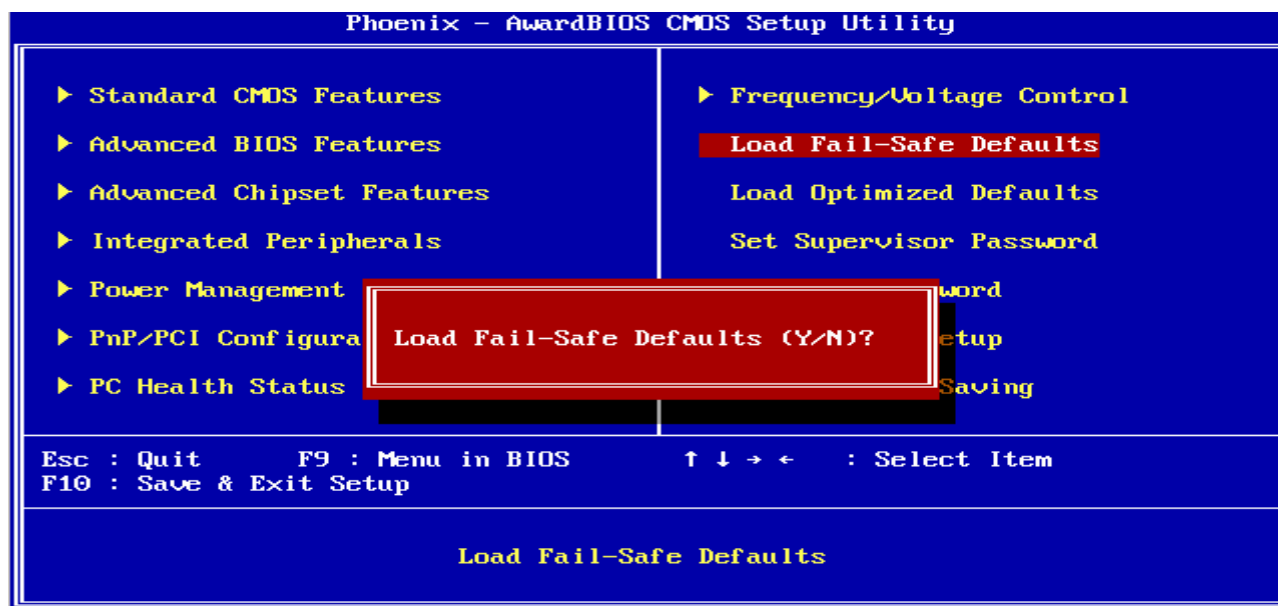 Phoenix – AwardBIOS CMOS Setup Utility
Standard CMOS Features
Advanced BIOS Features
Advanced Chipset Features
Integrated Peripherals
Power Management
PnP/PCI Configura
PC Health Status
Frequency/Voltage Control
Load Fail-Safe Defaults
Load Optimized Defaults
Set Supervisor Password
word
etup
Saving
Load Fail-Safe Defaults (Y/N)?
Esc : Quit F9 : Menu in BIOS ↑ ↓ → ← : Select Item
F10 : Save & Exit Setup
Load Fail-Safe Defaults